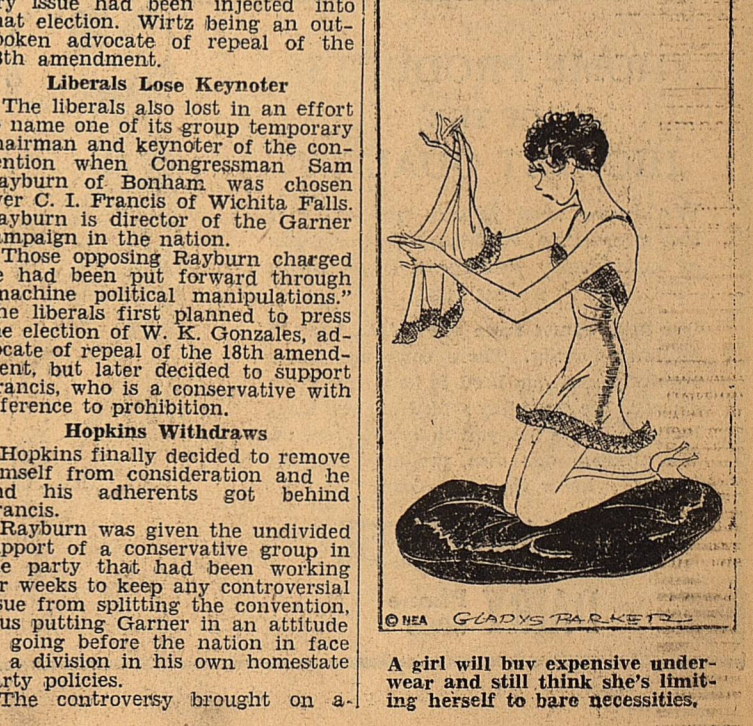 ry issue had been injected into
hat election. Wirtz being an out-
poken advocate of repeal of the
8th amendment.
Liberals Lose Keynoter
The liberals also lost in an effort
name one of its group temporary
hairman and keynoter of the con-
ention when Congressman Sam
ayburn of Bonham was chosen
ver C. I. Francis of Wichita Falls.
ayburn is director of the Garner
ampaign in the nation.
Those opposing Rayburn charged
e had been put forward through
machine political manipulations."
he liberals first planned to press
he election of W. K. Gonzales, ad-
ocate of repeal of the 18th amend-
ent, but later decided to support
rancis, who is a conservative with
ference to prohibition.
Hopkins Withdraws
Hopkins finally decided to remove
mself from consideration and he
nd his adherents got behind
rancis.
Rayburn was given the undivided
pport of a conservative group in
e party that had been working
r weeks to keep any controversial
sue from splitting the convention,
us putting Garner in an attitude
going before the nation in face
a division in his own homestate
rty policies.
The controversy brought on a-
© NEA GLADYS PARKER
A girl will buy expensive under-
wear and still think she's limit-
ing herself to bare necessities.